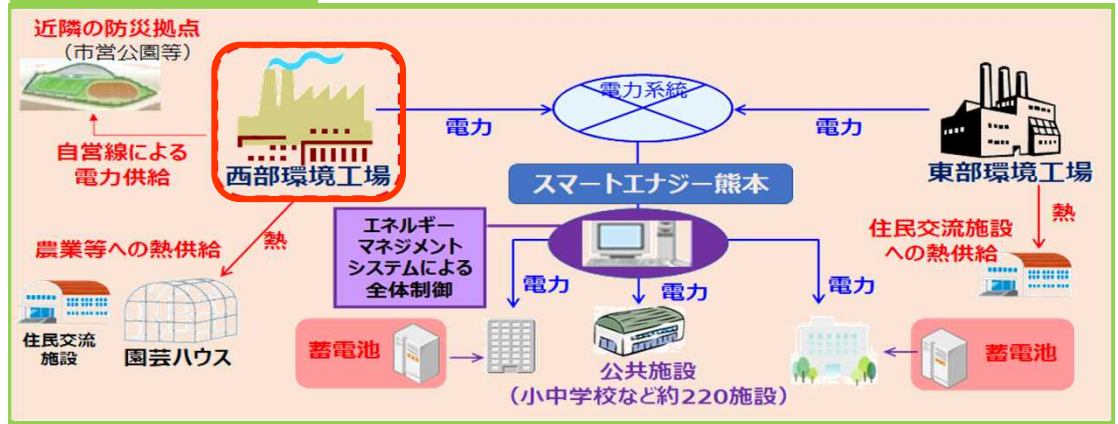 近隣の防災拠点
（市営公園等）
電力系統
電力
電力
自営線による
電力供給
西部環境工場
東部環境工場
スマートエナジー熊本
エネルギー
マネジメント
システムによる
全体制御
熱
農業等への熱供給
熱
住民交流施設
への熱供給
電力
電力
電力
住民交流
施設
園芸ハウス
蓄電池
蓄電池
公共施設
（小中学校など約220施設）